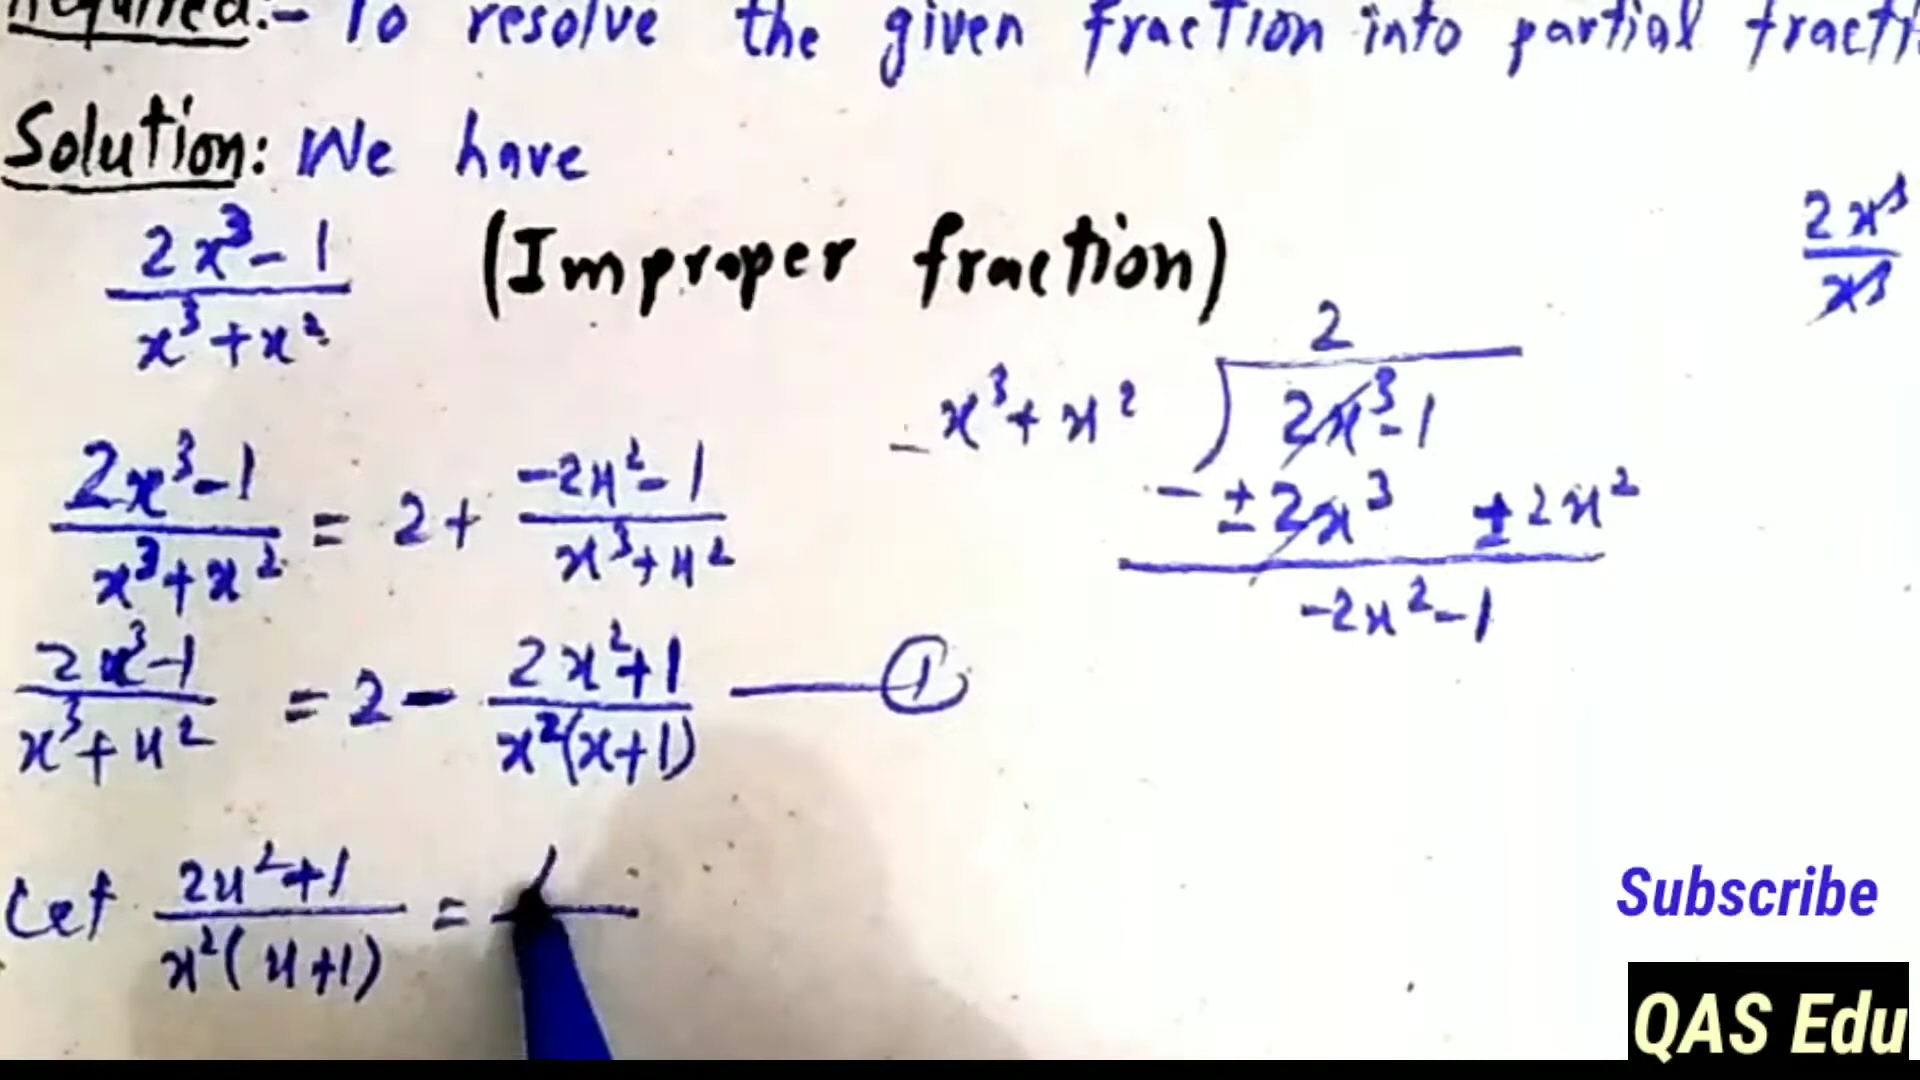 Required:- To resolve the given fraction into partial fracti
Solution: We have
2x³-1 / x³+x² (Improper fraction)
2x³ / x³
2
x³+x² ) 2x³-1
- ± 2x³ ± 2x²
-2x²-1
2x³-1 / x³+x² = 2 + -2x²-1 / x³+x²
2x³-1 / x³+x² = 2 - 2x²+1 / x²(x+1) — ①
Let 2x²+1 / x²(x+1) =
Subscribe
QAS Edu